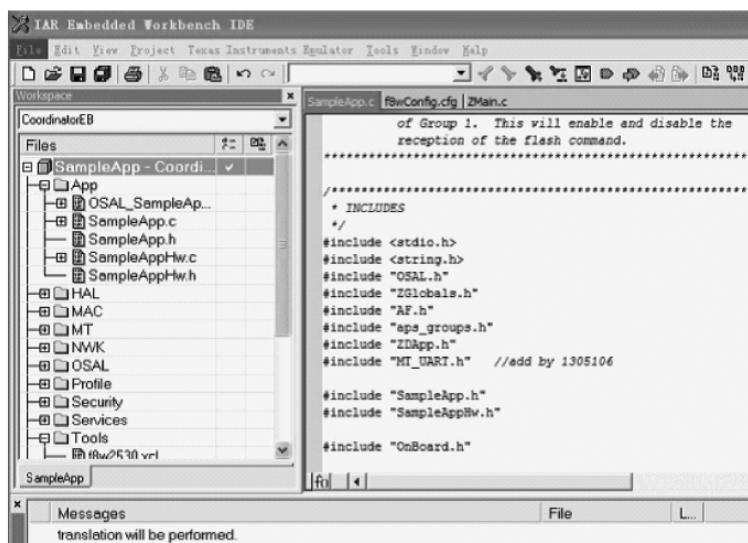 IAR Embedded Workbench IDE
File Edit View Project Texas Instruments Emulator Tools Window Help
Workspace
CoordinatorEB
Files
SampleApp - Coordi...
App
OSAL_SampleAp...
SampleApp.c
SampleApp.h
SampleAppHw.c
SampleAppHw.h
HAL
MAC
MT
NWK
OSAL
Profile
Security
Services
Tools
f8w2530.xcl
SampleApp
SampleApp.c f8wConfig.cfg ZMain.c
of Group 1. This will enable and disable the
reception of the flash command.
******************************************************************
/*****************************************************************
* INCLUDES
*/
#include <stdio.h>
#include <string.h>
#include "OSAL.h"
#include "ZGlobals.h"
#include "AF.h"
#include "aps_groups.h"
#include "ZDApp.h"
#include "MT_UART.h" //add by 1305106
#include "SampleApp.h"
#include "SampleAppHw.h"
#include "OnBoard.h"
fo
Messages File L...
translation will be performed.